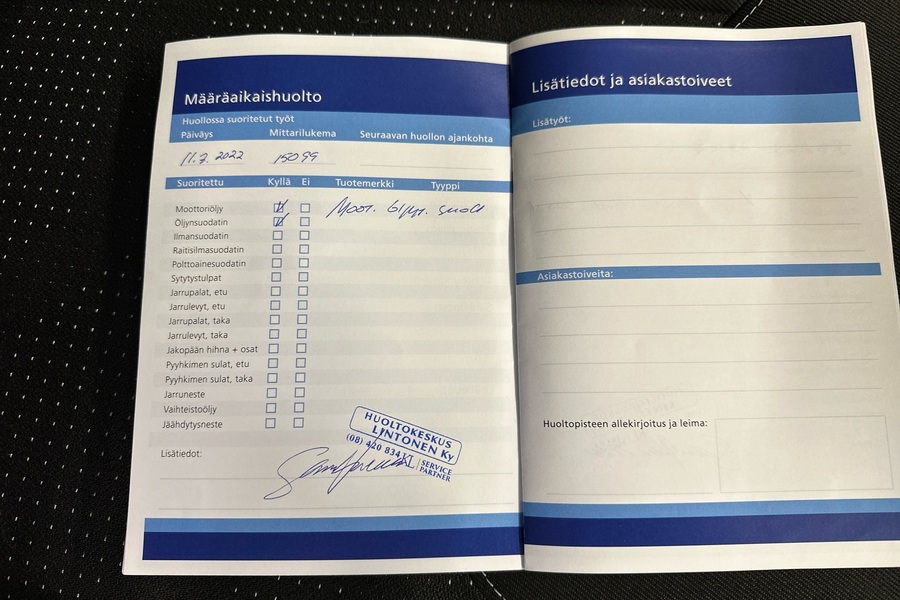 Määräaikaishuolto
Huollossa suoritetut työt
Päiväys Mittarilukema Seuraavan huollon ajankohta
11.7.2022 15099
Suoritettu Kyllä Ei Tuotemerkki Tyyppi
Moottoriöljy
Öljynsuodatin
Ilmansuodatin
Raitisilmasuodatin
Polttoainesuodatin
Sytytystulpat
Jarrupalat, etu
Jarrulevyt, etu
Jarrupalat, taka
Jarrulevyt, taka
Jakopään hihna + osat
Pyyhkimen sulat, etu
Pyyhkimen sulat, taka
Jarruneste
Vaihteistoöljy
Jäähdytysneste
Lisätiedot:
HUOLTOKESKUS
LINTONEN Ky
(08) 420 834
SERVICE
PARTNER
Lisätiedot ja asiakastoiveet
Lisätyöt:
Asiakastoiveita:
Huoltopisteen allekirjoitus ja leima: